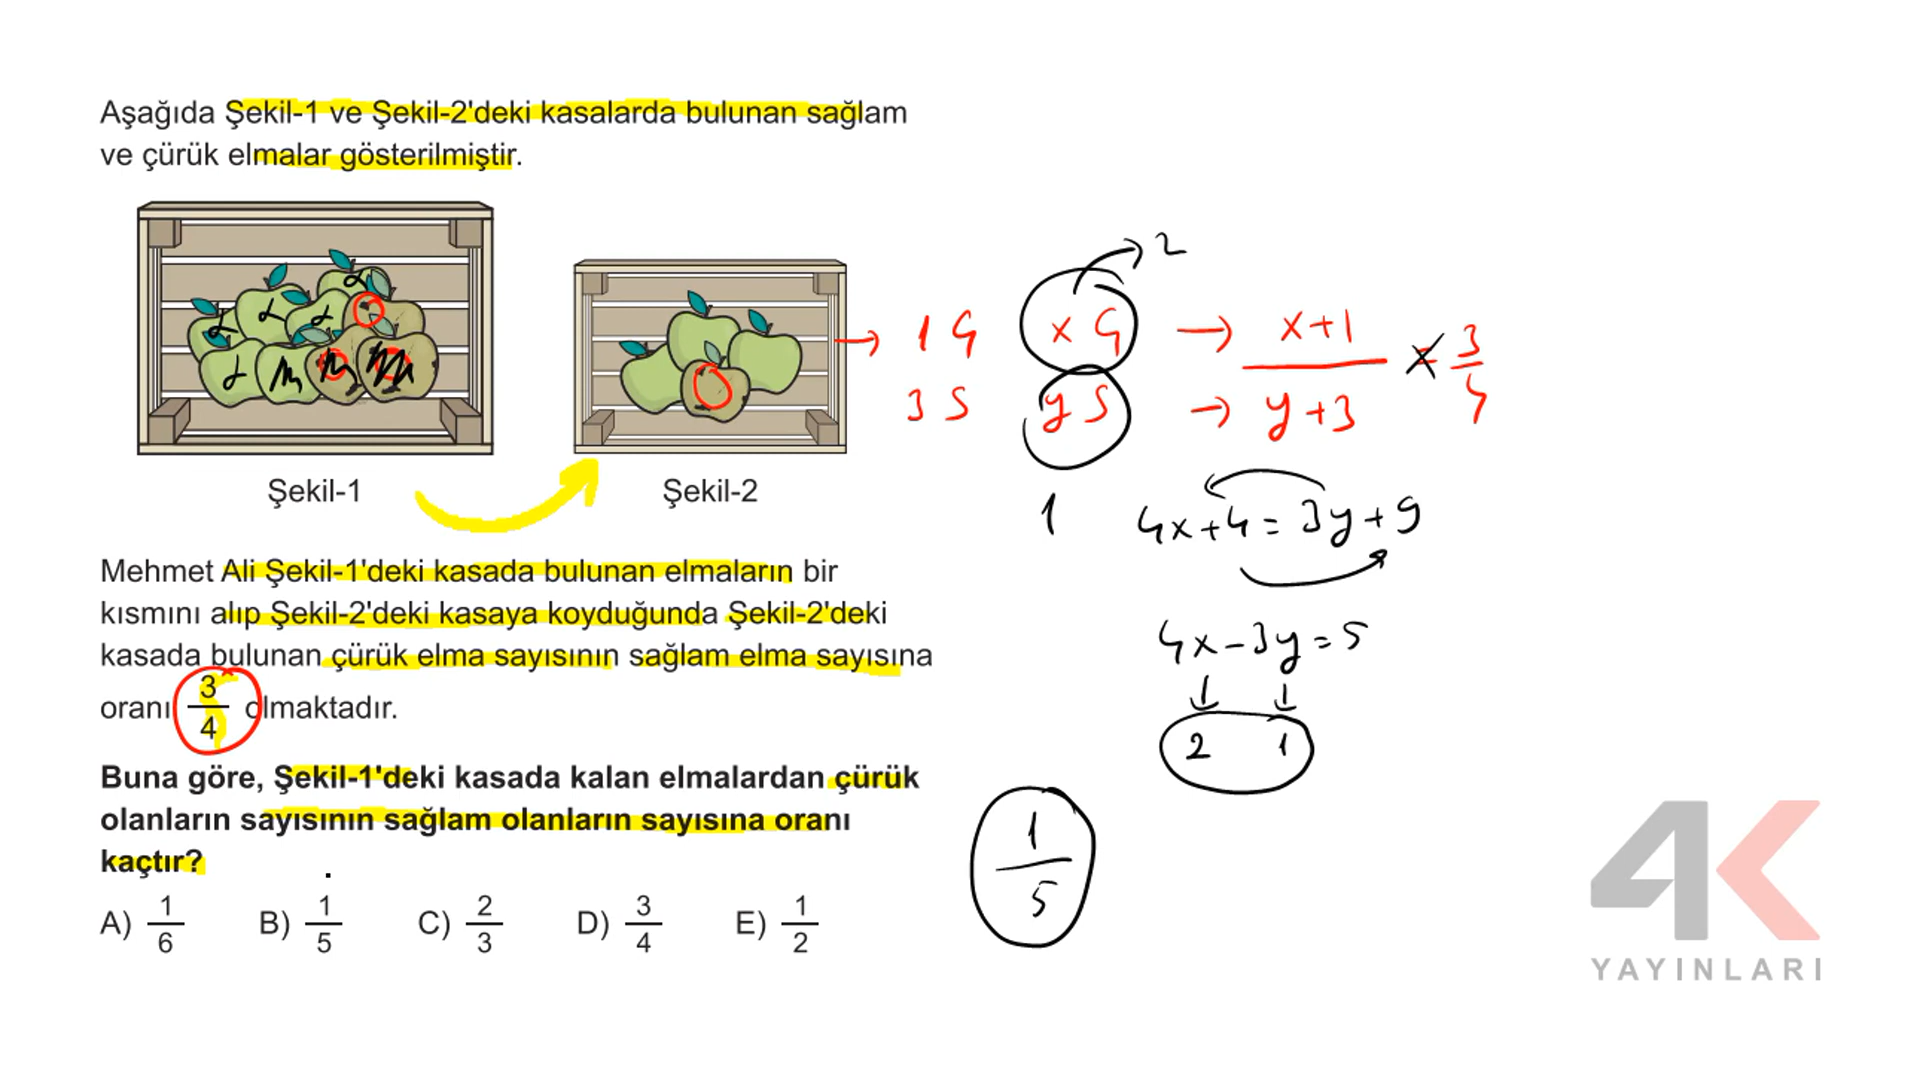 Aşağıda Şekil-1 ve Şekil-2'deki kasalarda bulunan sağlam
ve çürük elmalar gösterilmiştir.
Şekil-1
Şekil-2
Mehmet Ali Şekil-1'deki kasada bulunan elmaların bir
kısmını alıp Şekil-2'deki kasaya koyduğunda Şekil-2'deki
kasada bulunan çürük elma sayısının sağlam elma sayısına
oranı 3/4 olmaktadır.
Buna göre, Şekil-1'deki kasada kalan elmalardan çürük
olanların sayısının sağlam olanların sayısına oranı
kaçtır?
A) 1/6 B) 1/5 C) 2/3 D) 3/4 E) 1/2
2
1 Ç x Ç → x+1
3 S y S → y+3
= 3/4
1
4x+4=3y+9
4x-3y=5
2 1
1/5
4K
YAYINLARI